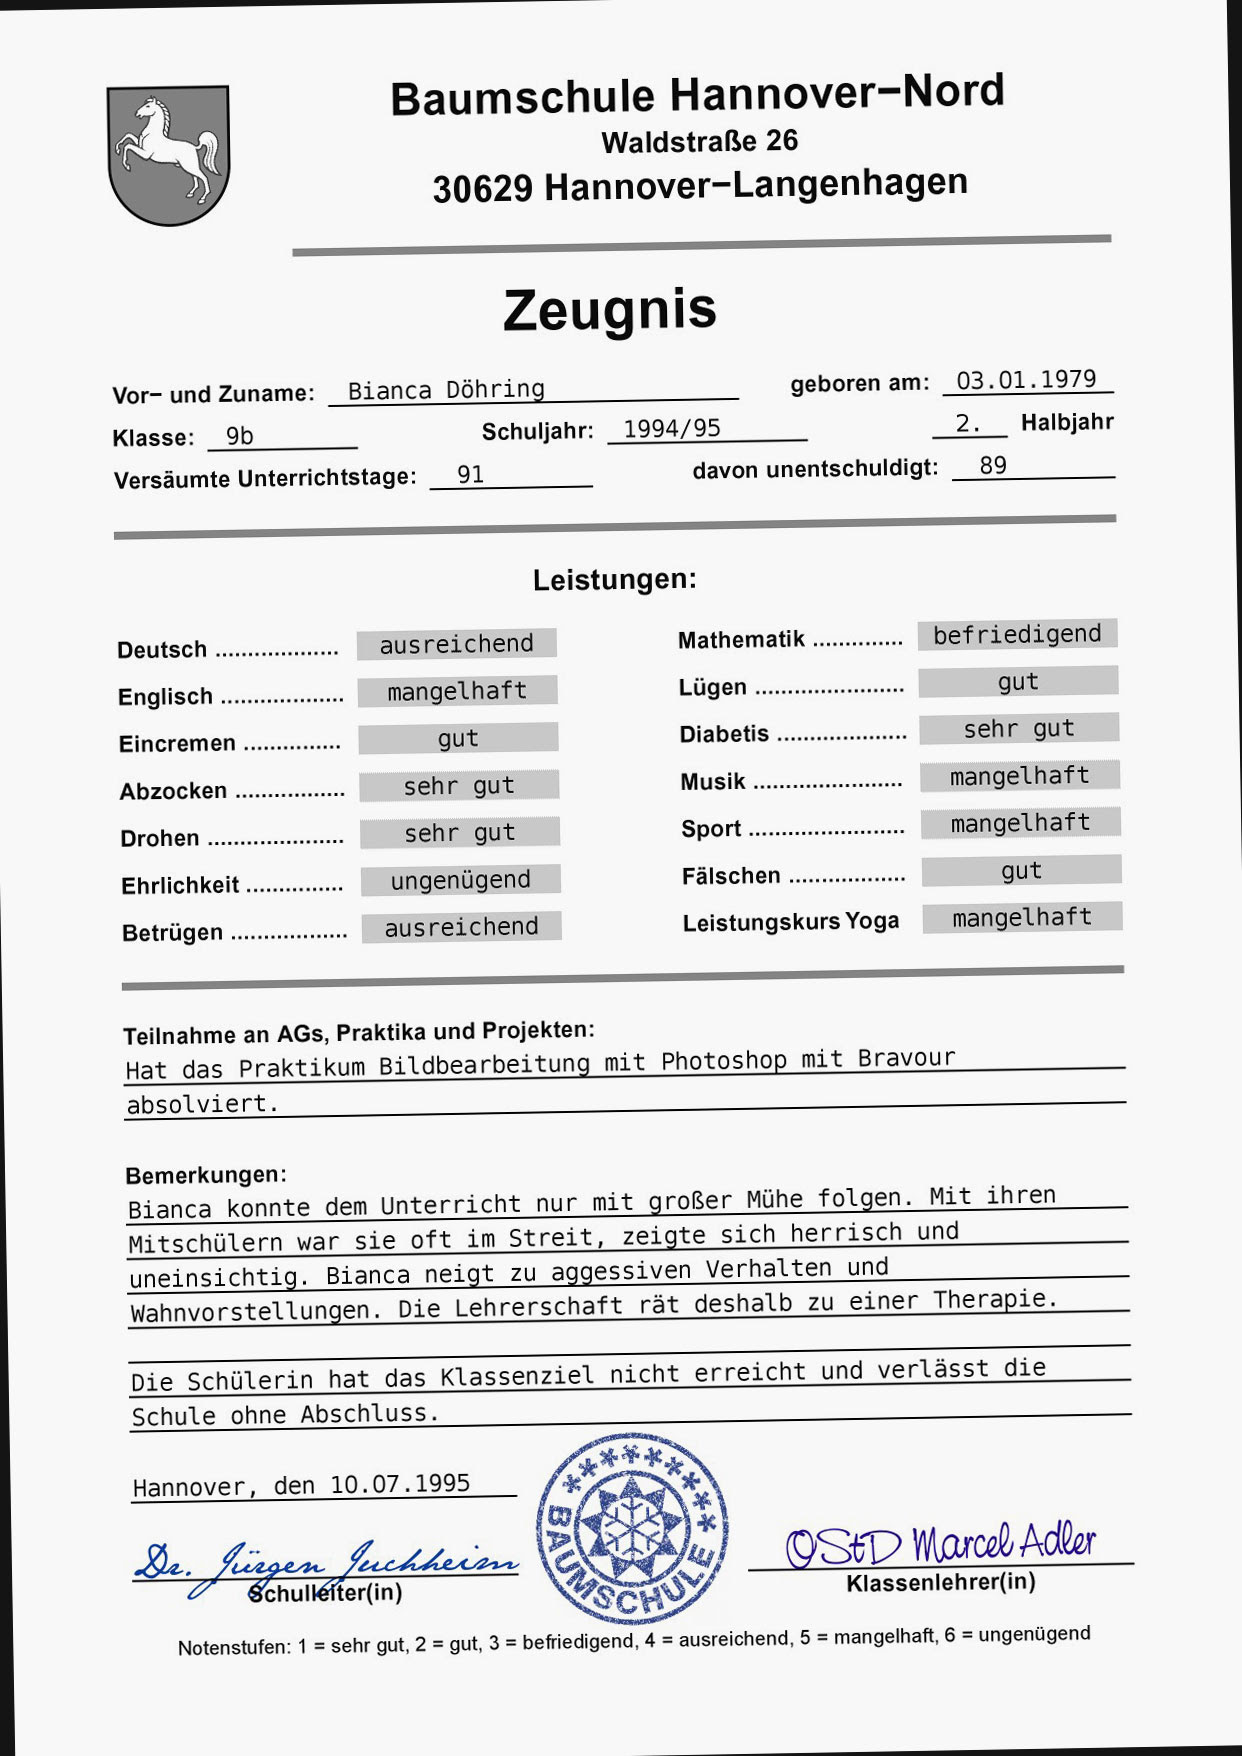 Baumschule Hannover-Nord
Waldstraße 26
30629 Hannover-Langenhagen
Zeugnis
Vor- und Zuname: Bianca Döhring geboren am: 03.01.1979
Klasse: 9b Schuljahr: 1994/95 2. Halbjahr
Versäumte Unterrichtstage: 91 davon unentschuldigt: 89
Leistungen:
Deutsch ................... ausreichend Mathematik .............. befriedigend
Englisch ................... mangelhaft Lügen ....................... gut
Eincremen ............... gut Diabetis .................... sehr gut
Abzocken ................. sehr gut Musik ....................... mangelhaft
Drohen ..................... sehr gut Sport ........................ mangelhaft
Ehrlichkeit ............... ungenügend Fälschen .................. gut
Betrügen .................. ausreichend Leistungskurs Yoga mangelhaft
Teilnahme an AGs, Praktika und Projekten:
Hat das Praktikum Bildbearbeitung mit Photoshop mit Bravour
absolviert.
Bemerkungen:
Bianca konnte dem Unterricht nur mit großer Mühe folgen. Mit ihren
Mitschülern war sie oft im Streit, zeigte sich herrisch und
uneinsichtig. Bianca neigt zu aggessiven Verhalten und
Wahnvorstellungen. Die Lehrerschaft rät deshalb zu einer Therapie.
Die Schülerin hat das Klassenziel nicht erreicht und verlässt die
Schule ohne Abschluss.
Hannover, den 10.07.1995
Dr. Jürgen Juchheim
Schulleiter(in)
BAUMSCHULE
OStD Marcel Adler
Klassenlehrer(in)
Notenstufen: 1 = sehr gut, 2 = gut, 3 = befriedigend, 4 = ausreichend, 5 = mangelhaft, 6 = ungenügend